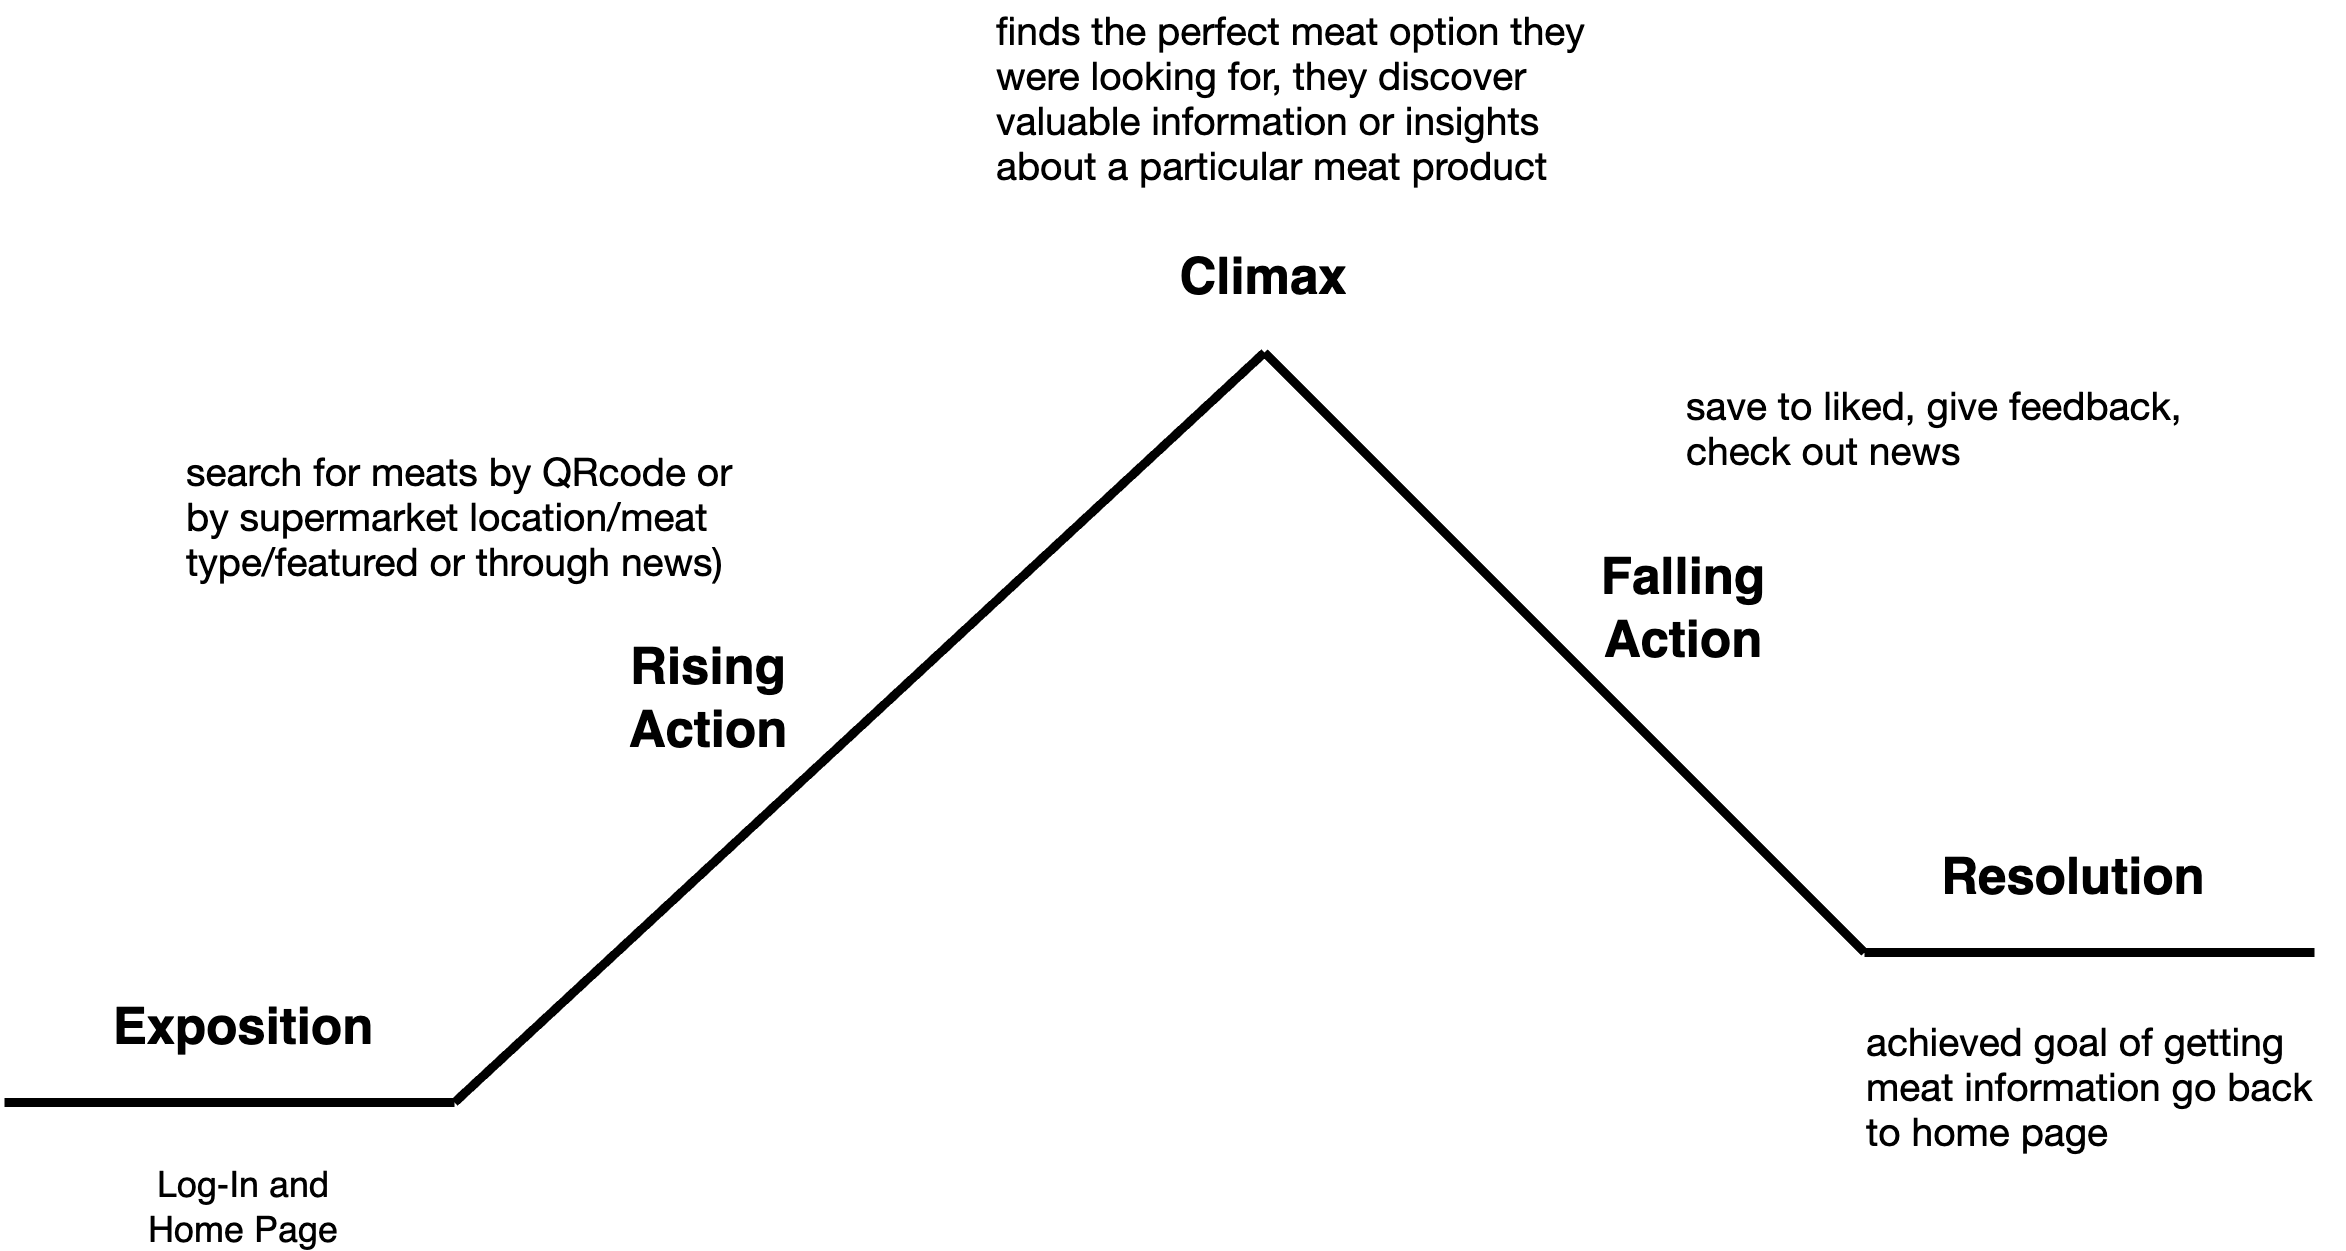 finds the perfect meat option they
were looking for, they discover
valuable information or insights
about a particular meat product
Climax
save to liked, give feedback,
check out news
search for meats by QRcode or
by supermarket location/meat
type/featured or through news)
Falling
Action
Rising
Action
Resolution
Exposition
achieved goal of getting
meat information go back
to home page
Log-In and
Home Page